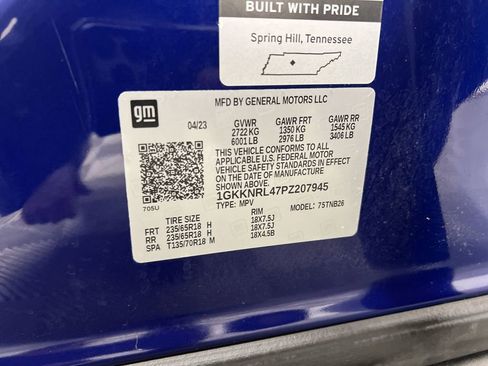 BUILT WITH PRIDE
Spring Hill, Tennessee
gm
MFD BY GENERAL MOTORS LLC
04/23
GVWR GAWR FRT GAWR RR
2722 KG 1350 KG 1545 KG
6001 LB 2976 LB 3406 LB
THIS VEHICLE CONFORMS TO ALL
APPLICABLE U.S. FEDERAL MOTOR
VEHICLE SAFETY STANDARDS IN EFFECT
ON THE DATE OF MANUFACTURE
SHOWN ABOVE.
1GKKNRL47PZ207945
705U
TYPE: MPV MODEL: 75TNB26
TIRE SIZE RIM
FRT 235/65R18 H 18X7.5J
RR 235/65R18 H 18X7.5J
SPA T135/70R18 M 18X4.5B